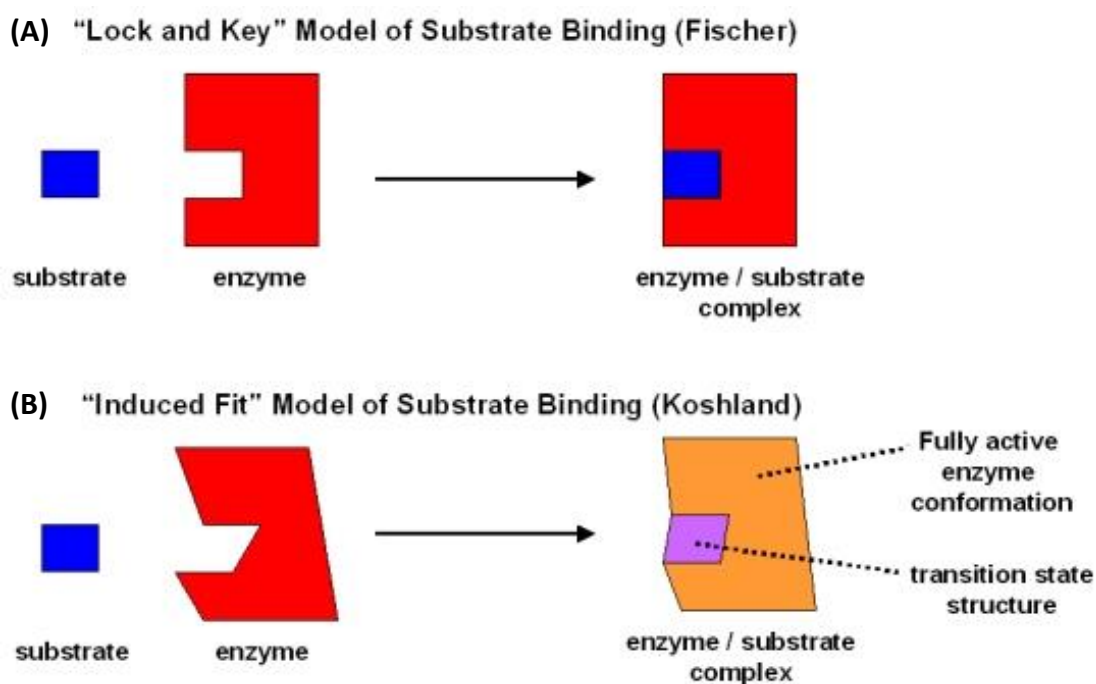 (A) “Lock and Key” Model of Substrate Binding (Fischer)
substrate
enzyme
enzyme / substrate
complex
(B) “Induced Fit” Model of Substrate Binding (Koshland)
Fully active
enzyme
conformation
transition state
structure
substrate
enzyme
enzyme / substrate
complex